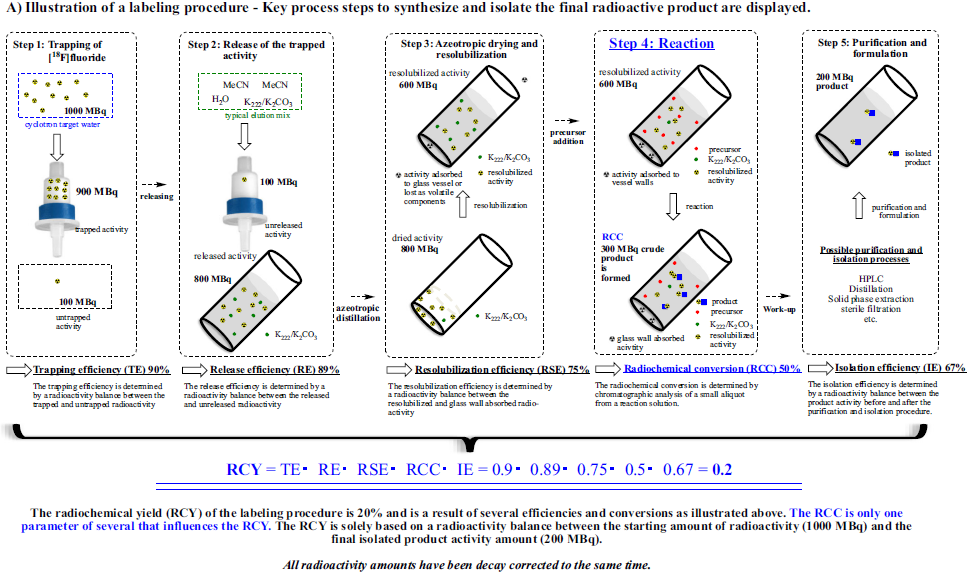 A) Illustration of a labeling procedure - Key process steps to synthesize and isolate the final radioactive product are displayed.
Step 1: Trapping of
[¹⁸F]fluoride
1000 MBq
cyclotron target water
900 MBq
trapped activity
100 MBq
untrapped
activity
releasing
Step 2: Release of the trapped
activity
MeCN MeCN
H₂O K₂₂₂/K₂CO₃
typical elution mix
100 MBq
unreleased
activity
released activity
800 MBq
K₂₂₂/K₂CO₃
azeotropic
distillation
Step 3: Azeotropic drying and
resolubilization
resolubilized activity
600 MBq
K₂₂₂/K₂CO₃
activity adsorbed
to glass vessel or
lost as volatile
components
resolubilized
activity
resolubilization
dried activity
800 MBq
K₂₂₂/K₂CO₃
precursor
addition
Step 4: Reaction
resolubilized activity
600 MBq
precursor
K₂₂₂/K₂CO₃
resolubilized
activity
activity adsorbed to
vessel walls
reaction
RCC
300 MBq crude
product
is
formed
product
precursor
K₂₂₂/K₂CO₃
resolubilized
activity
glass wall absorbed
acivtity
Work-up
Step 5: Purification and
formulation
200 MBq
product
isolated
product
purification and
formulation
Possible purification and
isolation processes
HPLC
Distillation
Solid phase extraction
sterile filtration
etc.
Trapping efficiency (TE) 90%
The trapping efficiency is determined
by a radioactivity balance between the
trapped and untrapped radioactivity
Release efficiency (RE) 89%
The release efficiency is determined by a
radioactivity balance between the released
and unreleased radioactivity
Resolubilization efficiency (RSE) 75%
The resolubilization efficiency is determined by
a radioactivity balance between the
resolubilized and glass wall absorbed radio-
activity
Radiochemical conversion (RCC) 50%
The radiochemical conversion is determined by
chromatographic analysis of a small aliquot
from a reaction solution.
Isolation efficiency (IE) 67%
The isolation efficiency is determined
by a radioactivity balance between the
product activity before and after the
purification and isolation procedure.
RCY = TE· RE· RSE· RCC· IE = 0.9· 0.89· 0.75· 0.5· 0.67 = 0.2
The radiochemical yield (RCY) of the labeling procedure is 20% and is a result of several efficiencies and conversions as illustrated above. The RCC is only one
parameter of several that influences the RCY. The RCY is solely based on a radioactivity balance between the starting amount of radioactivity (1000 MBq) and the
final isolated product activity amount (200 MBq).
All radioactivity amounts have been decay corrected to the same time.